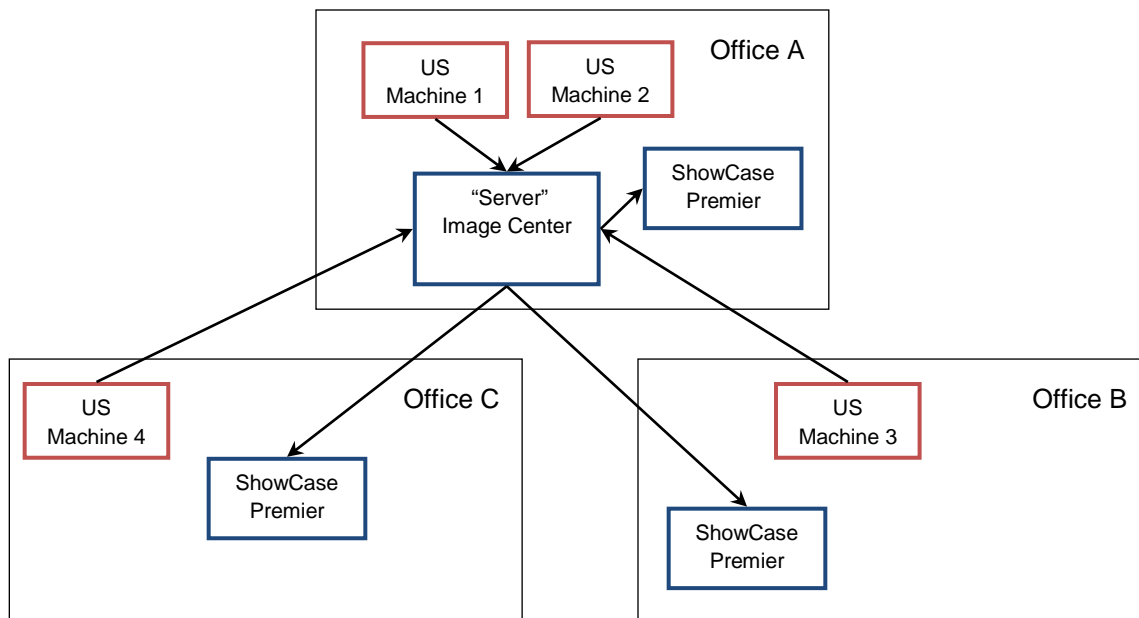 Office A
US
Machine 1
US
Machine 2
ShowCase
Premier
“Server”
Image Center
Office C
US
Machine 4
ShowCase
Premier
Office B
US
Machine 3
ShowCase
Premier